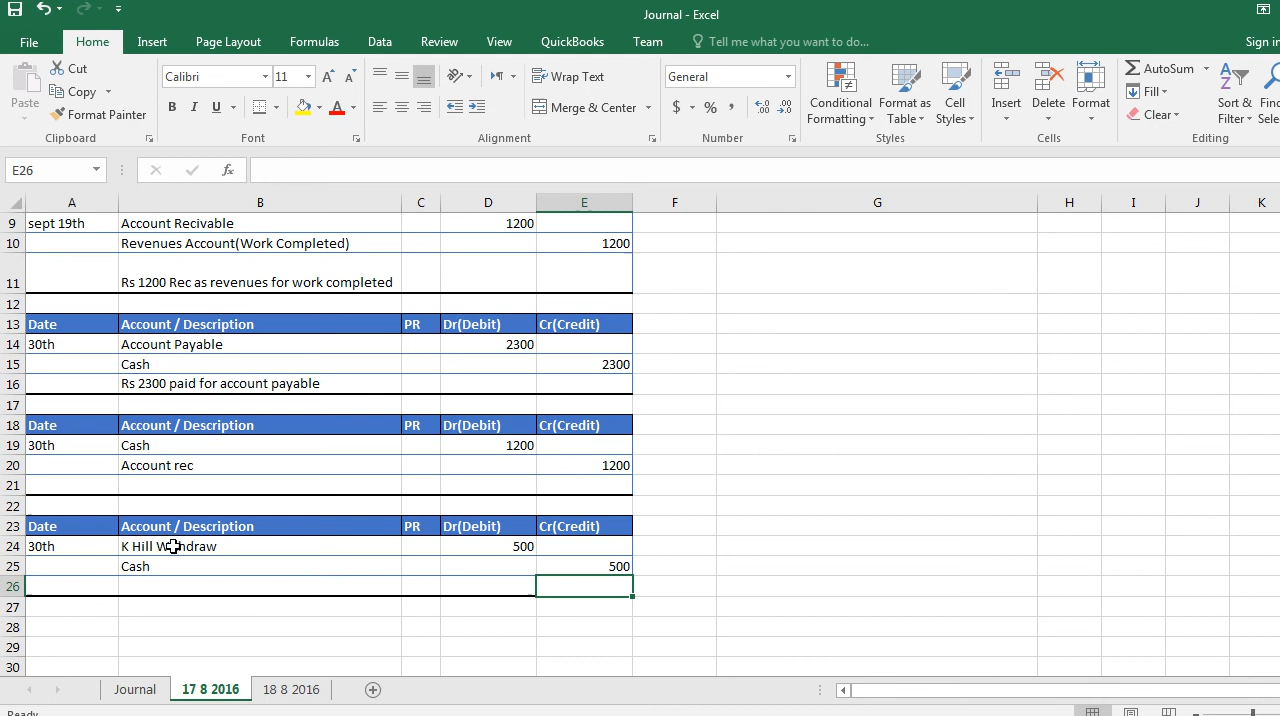 Journal - Excel
File Home Insert Page Layout Formulas Data Review View QuickBooks Team Tell me what you want to do... Sign in
Cut
Copy
Format Painter
Paste
Clipboard
Calibri 11
B I U
Font
Wrap Text
Merge & Center
Alignment
General
$ % ,
Number
Conditional Formatting
Format as Table
Cell Styles
Styles
Insert Delete Format
Cells
AutoSum
Fill
Clear
Sort & Filter
Editing
E26 fx
A B C D E F G H I J K
9 sept 19th Account Recivable 1200
10 Revenues Account(Work Completed) 1200
11 Rs 1200 Rec as revenues for work completed
12
13 Date Account / Description PR Dr(Debit) Cr(Credit)
14 30th Account Payable 2300
15 Cash 2300
16 Rs 2300 paid for account payable
17
18 Date Account / Description PR Dr(Debit) Cr(Credit)
19 30th Cash 1200
20 Account rec 1200
21
22
23 Date Account / Description PR Dr(Debit) Cr(Credit)
24 30th K Hill Withdraw 500
25 Cash 500
26
27
28
29
30
Journal 17 8 2016 18 8 2016